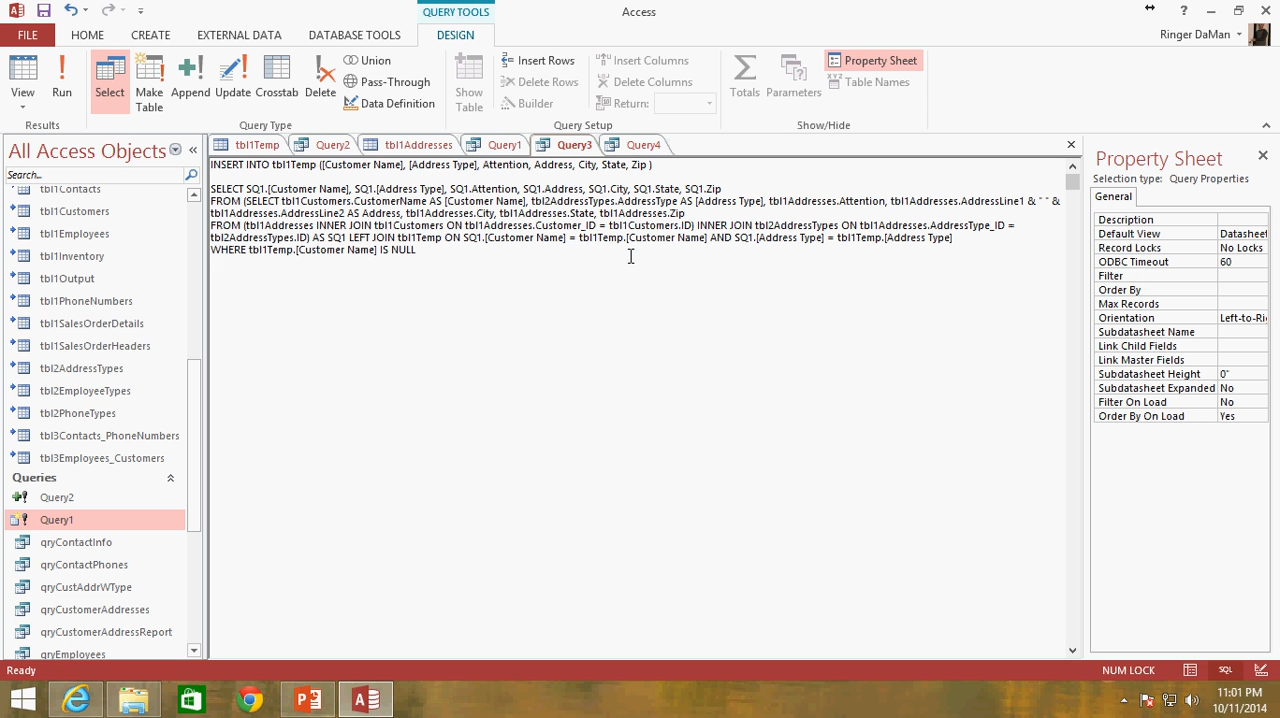 QUERY TOOLS
Access
Ringer DaMan
FILE
HOME
CREATE
EXTERNAL DATA
DATABASE TOOLS
DESIGN
View
Run
Select
Make Table
Append
Update
Crosstab
Delete
Union
Pass-Through
Data Definition
Show Table
Insert Rows
Delete Rows
Builder
Insert Columns
Delete Columns
Return:
Totals
Parameters
Property Sheet
Table Names
Results
Query Type
Query Setup
Show/Hide
All Access Objects
Search...
tbl1Contacts
tbl1Customers
tbl1Employees
tbl1Inventory
tbl1Output
tbl1PhoneNumbers
tbl1SalesOrderDetails
tbl1SalesOrderHeaders
tbl2AddressTypes
tbl2EmployeeTypes
tbl2PhoneTypes
tbl3Contacts_PhoneNumbers
tbl3Employees_Customers
Queries
Query2
Query1
qryContactInfo
qryContactPhones
qryCustAddrWType
qryCustomerAddresses
qryCustomerAddressReport
qryEmployees
tbl1Temp
Query2
tbl1Addresses
Query1
Query3
Query4
INSERT INTO tbl1Temp ([Customer Name], [Address Type], Attention, Address, City, State, Zip )
SELECT SQ1.[Customer Name], SQ1.[Address Type], SQ1.Attention, SQ1.Address, SQ1.City, SQ1.State, SQ1.Zip
FROM (SELECT tbl1Customers.CustomerName AS [Customer Name], tbl2AddressTypes.AddressType AS [Address Type], tbl1Addresses.Attention, tbl1Addresses.AddressLine1 & " " &
tbl1Addresses.AddressLine2 AS Address, tbl1Addresses.City, tbl1Addresses.State, tbl1Addresses.Zip
FROM (tbl1Addresses INNER JOIN tbl1Customers ON tbl1Addresses.Customer_ID = tbl1Customers.ID) INNER JOIN tbl2AddressTypes ON tbl1Addresses.AddressType_ID =
tbl2AddressTypes.ID) AS SQ1 LEFT JOIN tbl1Temp ON SQ1.[Customer Name] = tbl1Temp.[Customer Name] AND SQ1.[Address Type] = tbl1Temp.[Address Type]
WHERE tbl1Temp.[Customer Name] IS NULL
Property Sheet
Selection type: Query Properties
General
Description
Default View Datasheet
Record Locks No Locks
ODBC Timeout 60
Filter
Order By
Max Records
Orientation Left-to-Ri
Subdatasheet Name
Link Child Fields
Link Master Fields
Subdatasheet Height 0"
Subdatasheet Expanded No
Filter On Load No
Order By On Load Yes
Ready
NUM LOCK
SQL
11:01 PM
10/11/2014